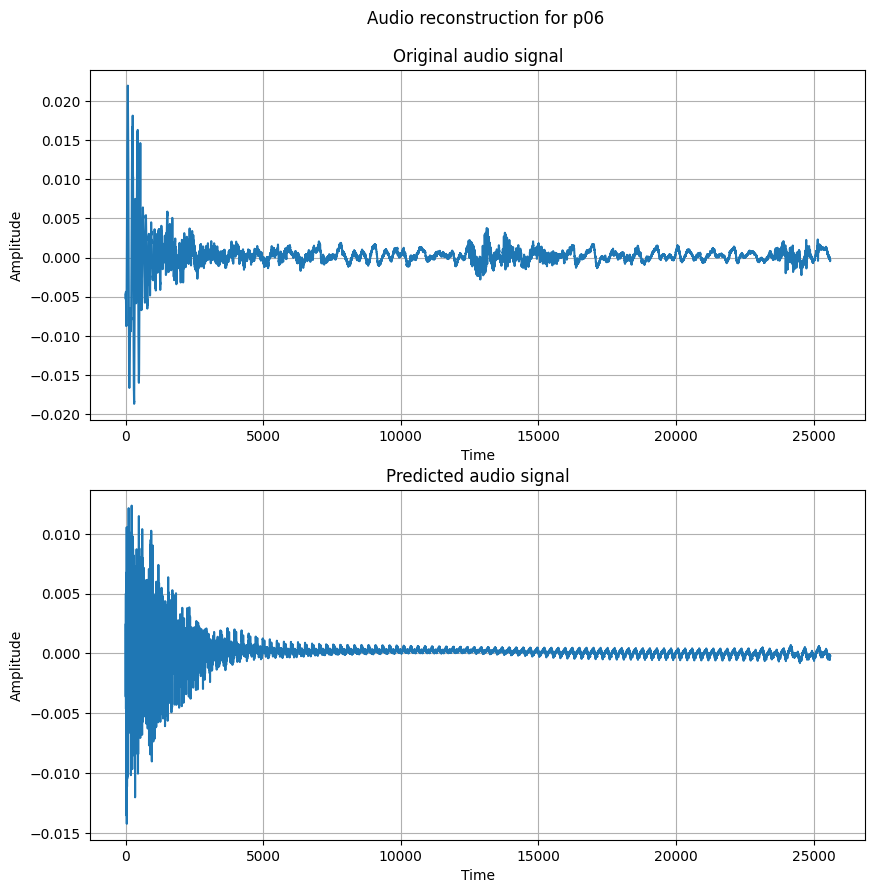 Audio reconstruction for p06
Original audio signal
0.020
0.015
0.010
0.005
0.000
−0.005
−0.010
−0.015
−0.020
Amplitude
0 5000 10000 15000 20000 25000
Time
Predicted audio signal
0.010
0.005
0.000
−0.005
−0.010
−0.015
Amplitude
0 5000 10000 15000 20000 25000
Time